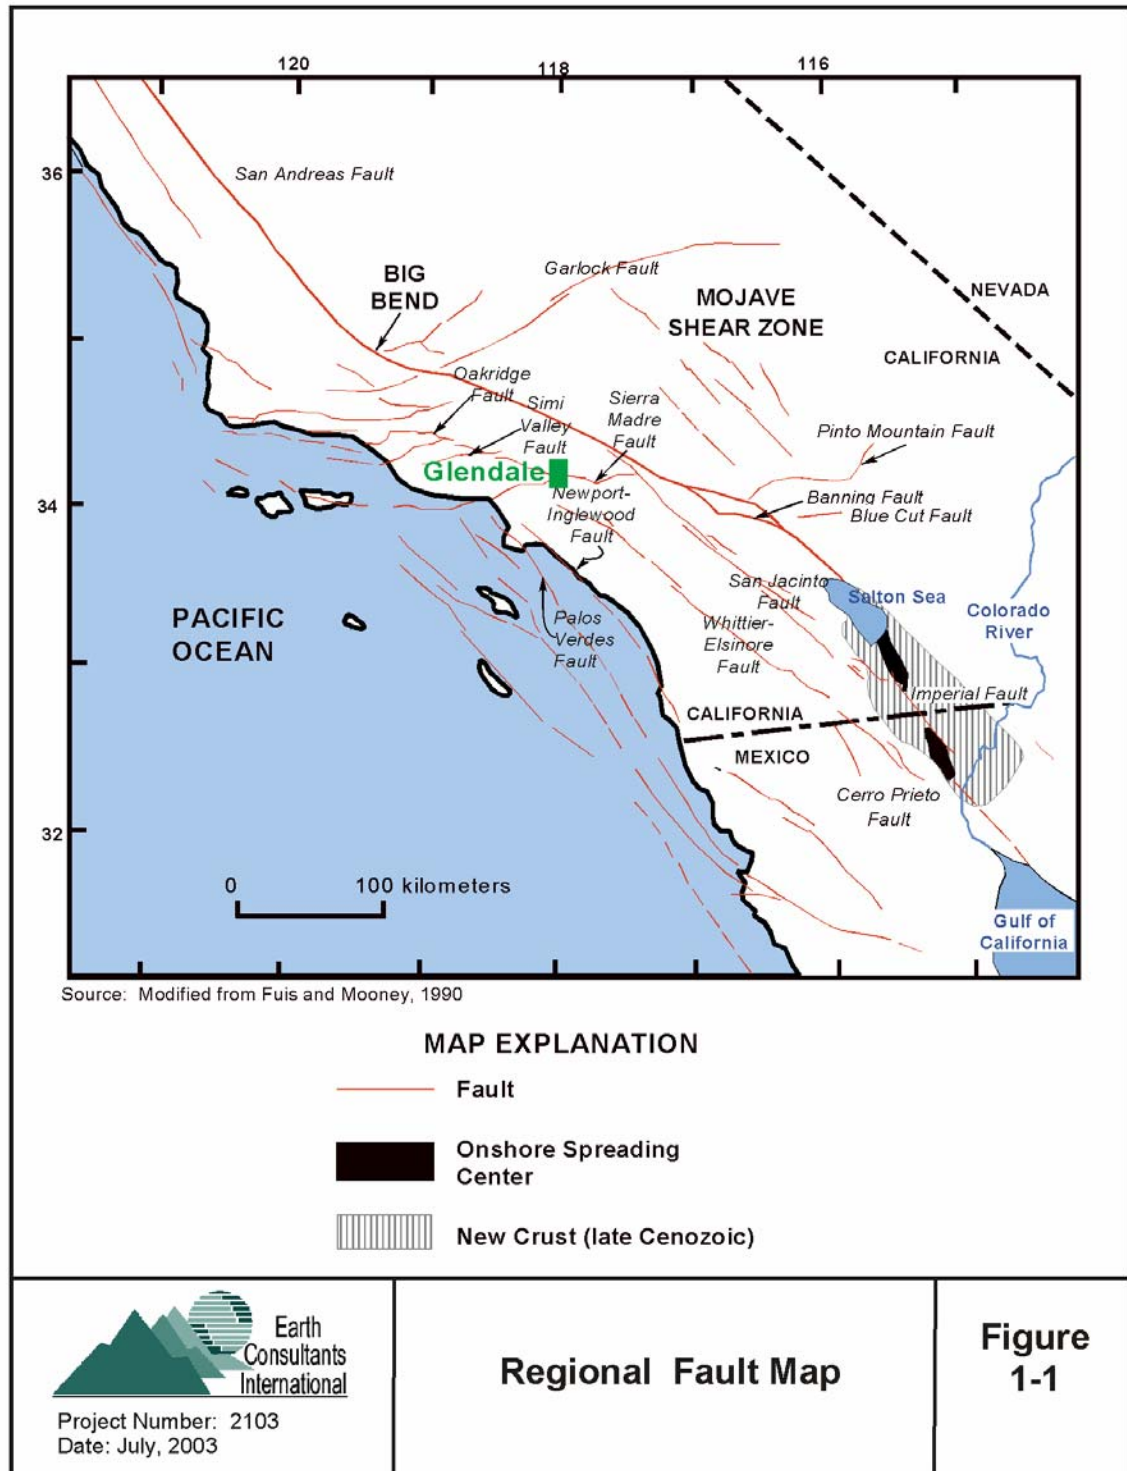 120
118
116
36
San Andreas Fault
BIG
BEND
Garlock Fault
MOJAVE
SHEAR ZONE
NEVADA
CALIFORNIA
Oakridge
Fault
Simi
Valley
Fault
Sierra
Madre
Fault
Pinto Mountain Fault
Glendale
34
Newport-
Inglewood
Fault
Banning Fault
Blue Cut Fault
San Jacinto
Fault
Salton Sea
Colorado
River
PACIFIC
OCEAN
Palos
Verdes
Fault
Whittier-
Elsinore
Fault
Imperial Fault
CALIFORNIA
MEXICO
Cerro Prieto
Fault
32
0 100 kilometers
Gulf of
California
Source: Modified from Fuis and Mooney, 1990
MAP EXPLANATION
Fault
Onshore Spreading
Center
New Crust (late Cenozoic)
Earth
Consultants
International
Project Number: 2103
Date: July, 2003
Regional Fault Map
Figure
1-1